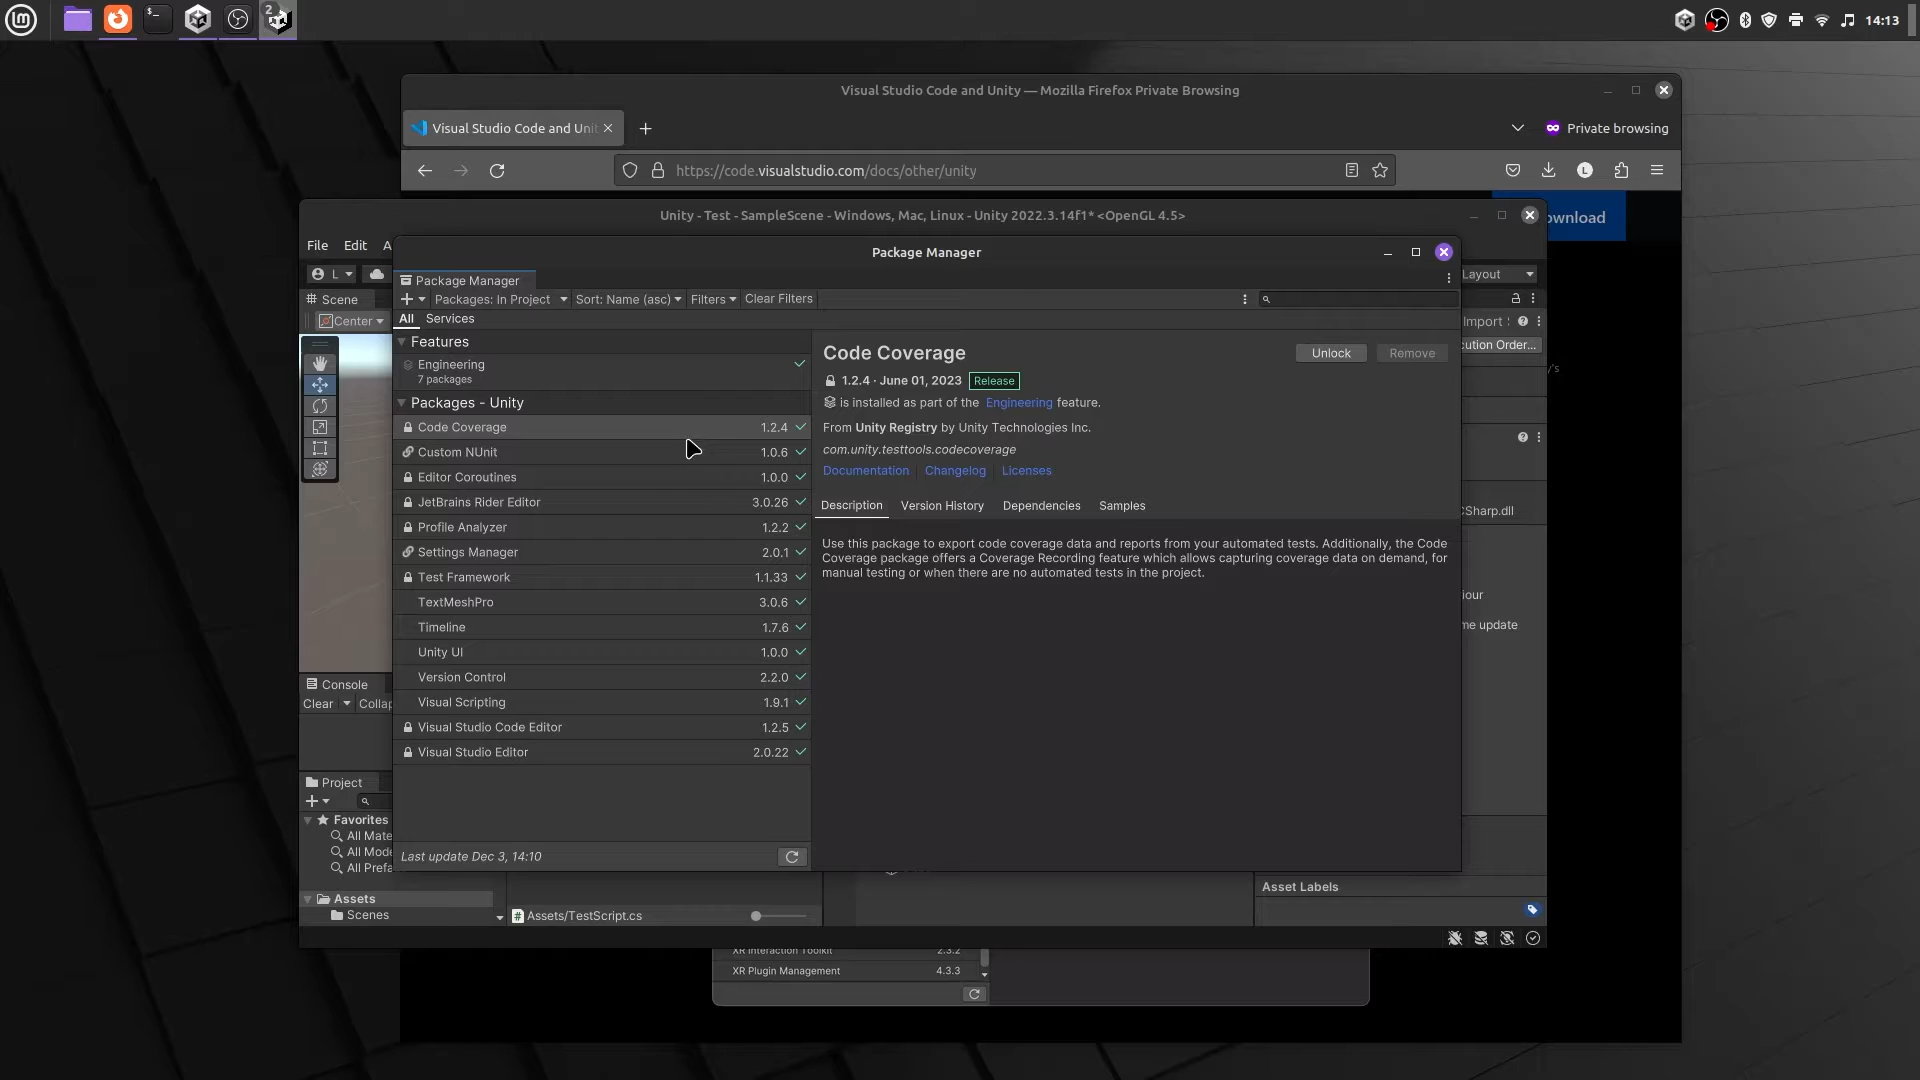 14:13
Visual Studio Code and Unity — Mozilla Firefox Private Browsing
Visual Studio Code and Unit
Private browsing
https://code.visualstudio.com/docs/other/unity
ownload
Unity - Test - SampleScene - Windows, Mac, Linux - Unity 2022.3.14f1* <OpenGL 4.5>
File Edit A
Package Manager
L
Layout
Package Manager
Packages: In Project
Sort: Name (asc)
Filters
Clear Filters
Scene
Center
All
Services
Import
cution Order...
Features
Engineering
7 packages
Packages - Unity
Code Coverage 1.2.4
Custom NUnit 1.0.6
Editor Coroutines 1.0.0
JetBrains Rider Editor 3.0.26
Profile Analyzer 1.2.2
Settings Manager 2.0.1
Test Framework 1.1.33
TextMeshPro 3.0.6
Timeline 1.7.6
Unity UI 1.0.0
Version Control 2.2.0
Visual Scripting 1.9.1
Visual Studio Code Editor 1.2.5
Visual Studio Editor 2.0.22
Last update Dec 3, 14:10
Code Coverage
Unlock
Remove
1.2.4 · June 01, 2023 Release
is installed as part of the Engineering feature.
From Unity Registry by Unity Technologies Inc.
com.unity.testtools.codecoverage
Documentation
Changelog
Licenses
Description
Version History
Dependencies
Samples
Use this package to export code coverage data and reports from your automated tests. Additionally, the Code
Coverage package offers a Coverage Recording feature which allows capturing coverage data on demand, for
manual testing or when there are no automated tests in the project.
y's
CSharp.dll
iour
me update
Console
Clear
Collap
Project
Favorites
All Mate
All Mode
All Prefa
Assets
Scenes
Assets/TestScript.cs
Asset Labels
XR Interaction Toolkit 2.3.2
XR Plugin Management 4.3.3